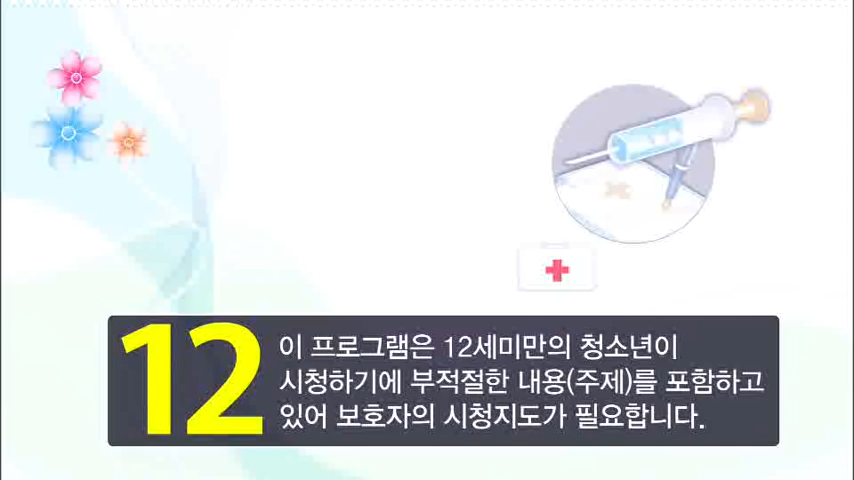 12
이 프로그램은 12세미만의 청소년이
시청하기에 부적절한 내용(주제)를 포함하고
있어 보호자의 시청지도가 필요합니다.